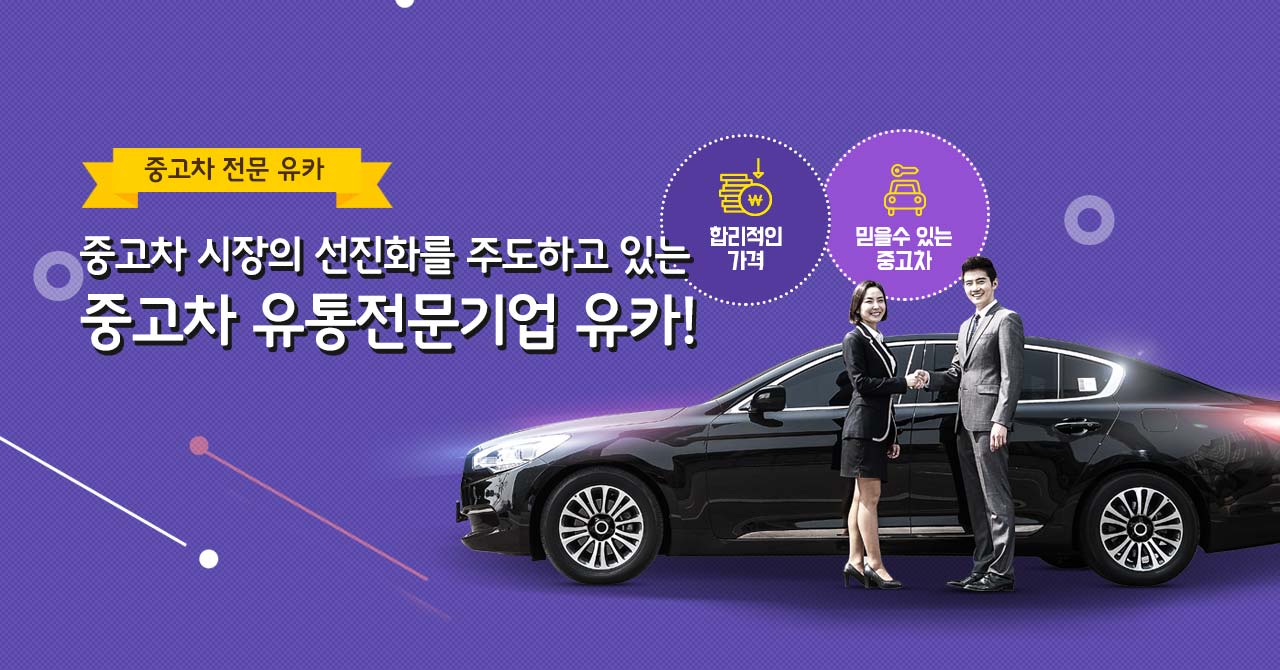 중고차 전문 유카
중고차 시장의 선진화를 주도하고 있는
중고차 유통전문기업 유카!
합리적인
가격
믿을수 있는
중고차